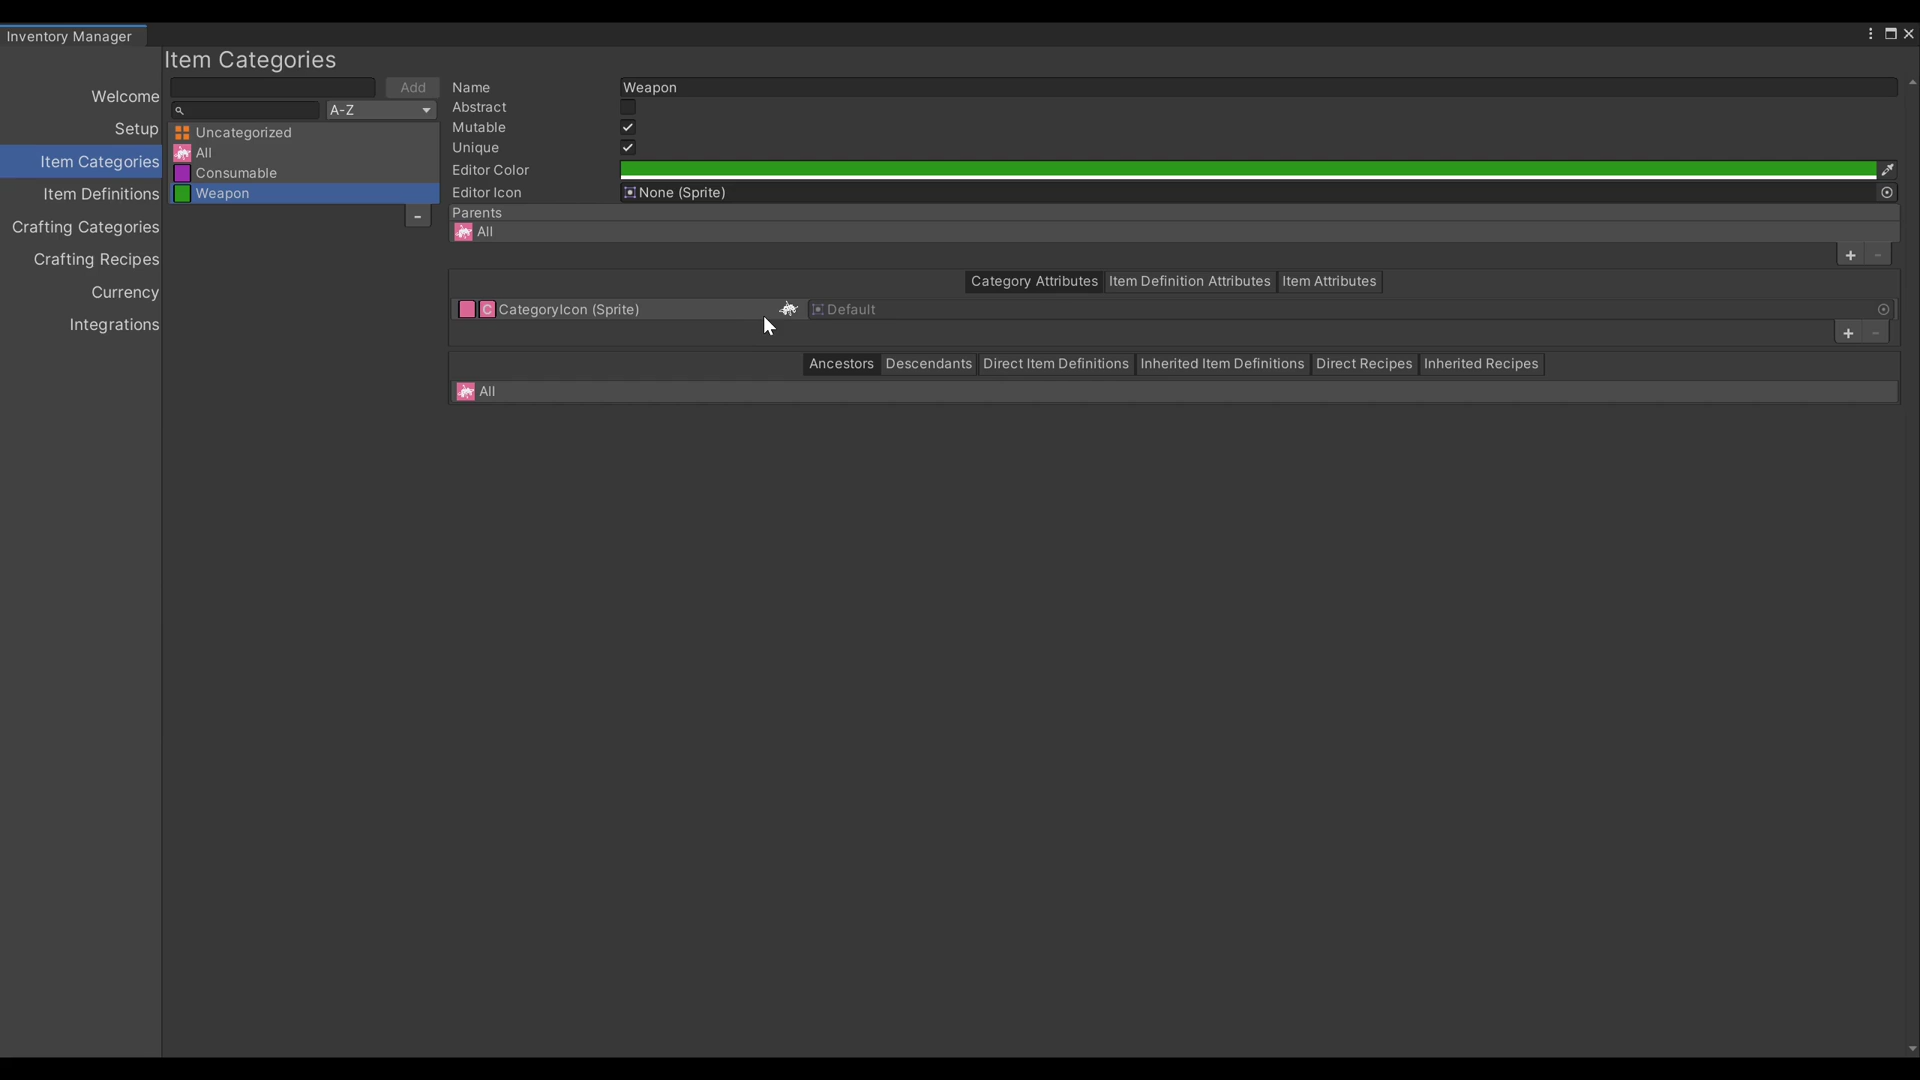 Inventory Manager
Item Categories
Welcome
Setup
Item Categories
Item Definitions
Crafting Categories
Crafting Recipes
Currency
Integrations
Add
A-Z
Uncategorized
All
Consumable
Weapon
-
Name Weapon
Abstract
Mutable
Unique
Editor Color
Editor Icon None (Sprite)
Parents
All
+ -
Category Attributes Item Definition Attributes Item Attributes
C CategoryIcon (Sprite) Default
+ -
Ancestors Descendants Direct Item Definitions Inherited Item Definitions Direct Recipes Inherited Recipes
All